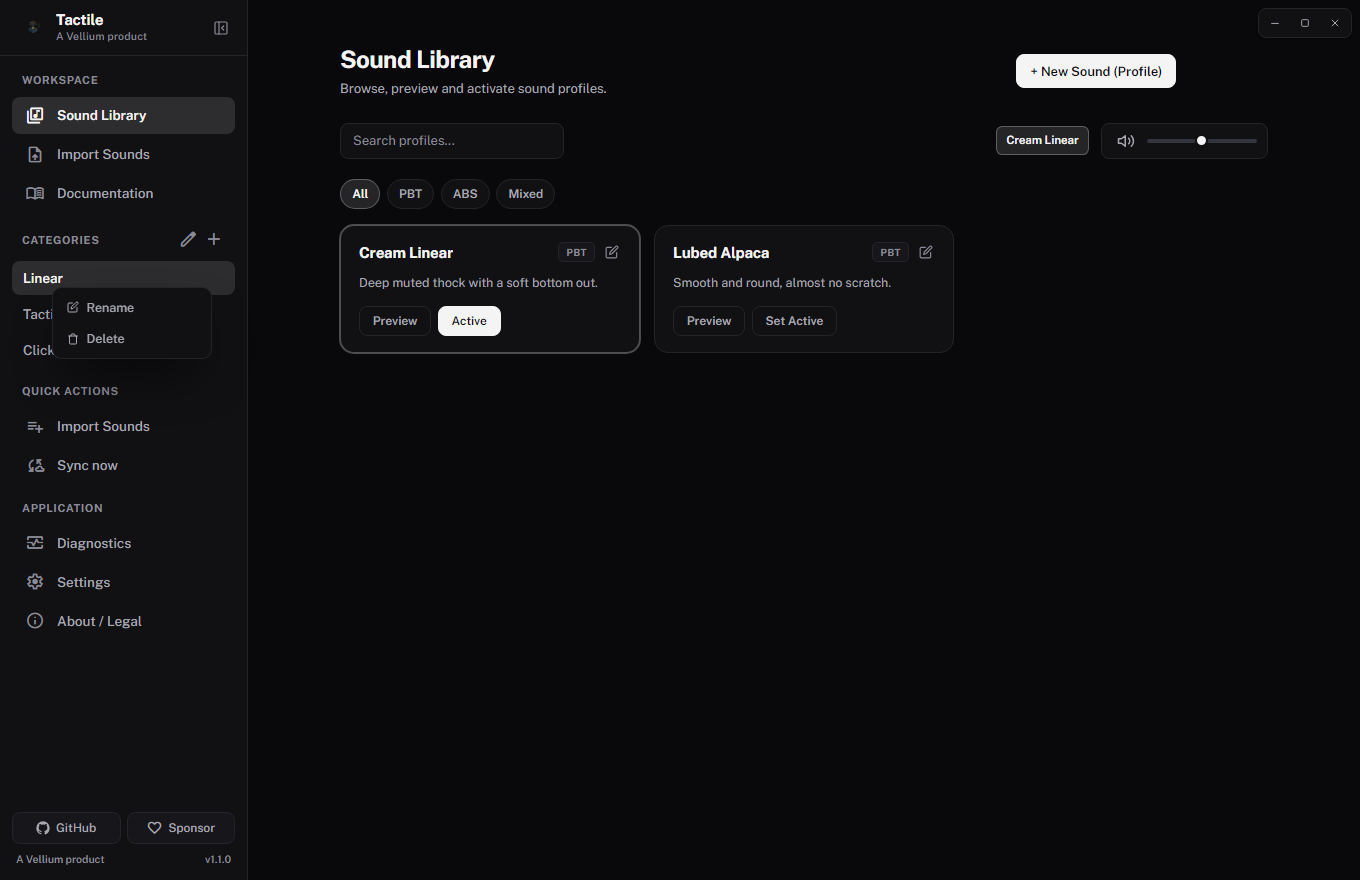 Tactile
A Vellium product
WORKSPACE
Sound Library
Import Sounds
Documentation
CATEGORIES
Linear
Rename
Delete
QUICK ACTIONS
Import Sounds
Sync now
APPLICATION
Diagnostics
Settings
About / Legal
GitHub
Sponsor
A Vellium product
v1.1.0
Sound Library
Browse, preview and activate sound profiles.
+ New Sound (Profile)
Search profiles...
Cream Linear
All
PBT
ABS
Mixed
Cream Linear
PBT
Deep muted thock with a soft bottom out.
Preview
Active
Lubed Alpaca
PBT
Smooth and round, almost no scratch.
Preview
Set Active